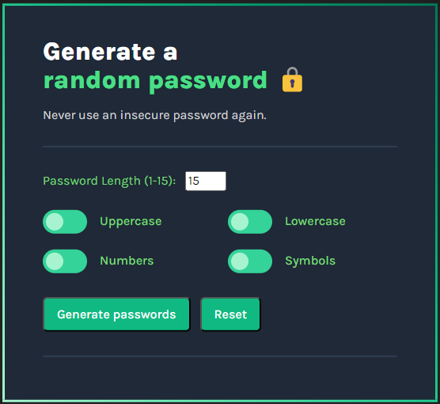 Generate a
random password
Never use an insecure password again.
Password Length (1-15): 15
Uppercase Lowercase
Numbers Symbols
Generate passwords Reset